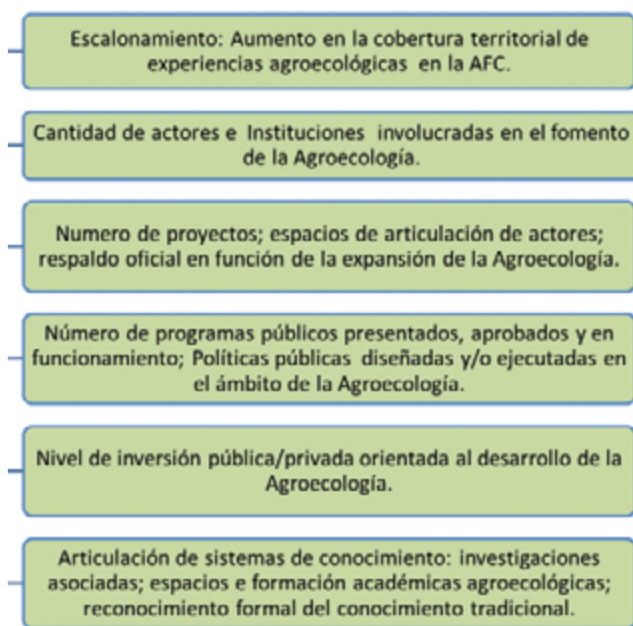 Escalonamiento: Aumento en la cobertura territorial de
experiencias agroecológicas en la AFC.
Cantidad de actores e Instituciones involucradas en el fomento
de la Agroecología.
Numero de proyectos; espacios de articulación de actores;
respaldo oficial en función de la expansión de la Agroecología.
Número de programas públicos presentados, aprobados y en
funcionamiento; Políticas públicas diseñadas y/o ejecutadas en
el ámbito de la Agroecología.
Nivel de inversión pública/privada orientada al desarrollo de la
Agroecología.
Articulación de sistemas de conocimiento: investigaciones
asociadas; espacios e formación académicas agroecológicas;
reconocimiento formal del conocimiento tradicional.